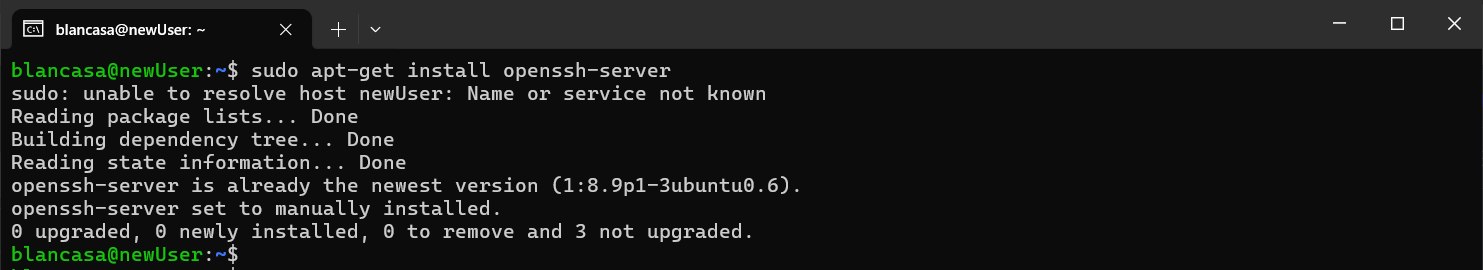 blancasa@newUser: ~
blancasa@newUser:~$ sudo apt-get install openssh-server
sudo: unable to resolve host newUser: Name or service not known
Reading package lists... Done
Building dependency tree... Done
Reading state information... Done
openssh-server is already the newest version (1:8.9p1-3ubuntu0.6).
openssh-server set to manually installed.
0 upgraded, 0 newly installed, 0 to remove and 3 not upgraded.
blancasa@newUser:~$